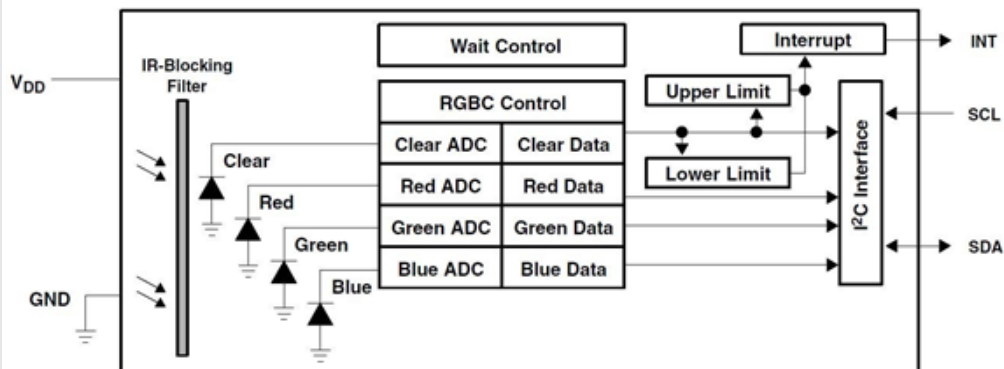 V_DD
GND
IR-Blocking
Filter
Clear
Red
Green
Blue
Wait Control
RGBC Control
Clear ADC Clear Data
Red ADC Red Data
Green ADC Green Data
Blue ADC Blue Data
Interrupt
Upper Limit
Lower Limit
I²C Interface
INT
SCL
SDA